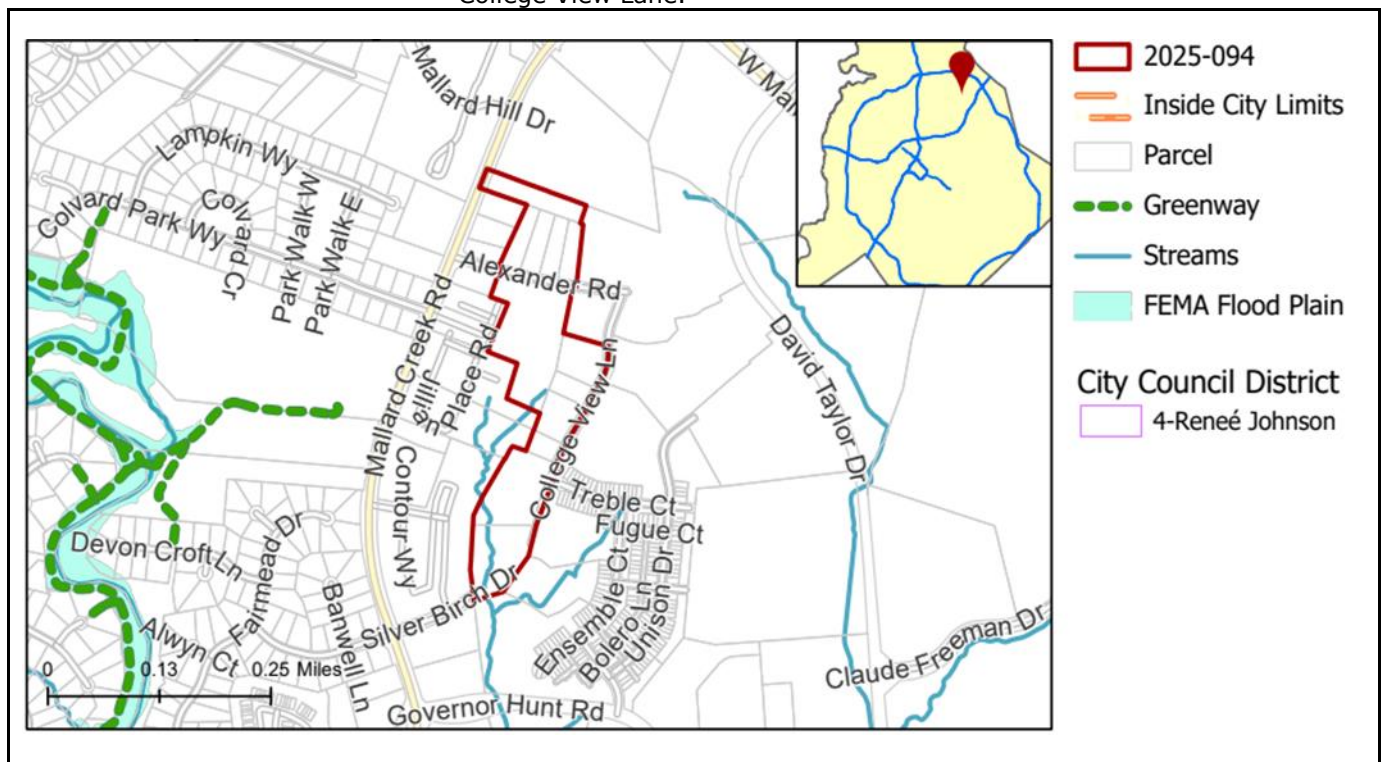 College View Lane.
Mallard Hill Dr
W Mal
Lampkin Wy
Colvard Park Wy
Colvard Cr
Park Walk W
Park Walk E
Alexander Rd
Mallard Creek Rd
Place Rd
College View Ln
David Taylor Dr
Contour Wy
Treble Ct
Fugue Ct
Devon Croft Ln
Fairmead Dr
Banwell Ln
Silver Birch Dr
Ensemble Ct
Bolero Ln
Unison Dr
Alwyn Ct
Claude Freeman Dr
Governor Hunt Rd
0 0.13 0.25 Miles
2025-094
Inside City Limits
Parcel
Greenway
Streams
FEMA Flood Plain
City Council District
4-Reneé Johnson